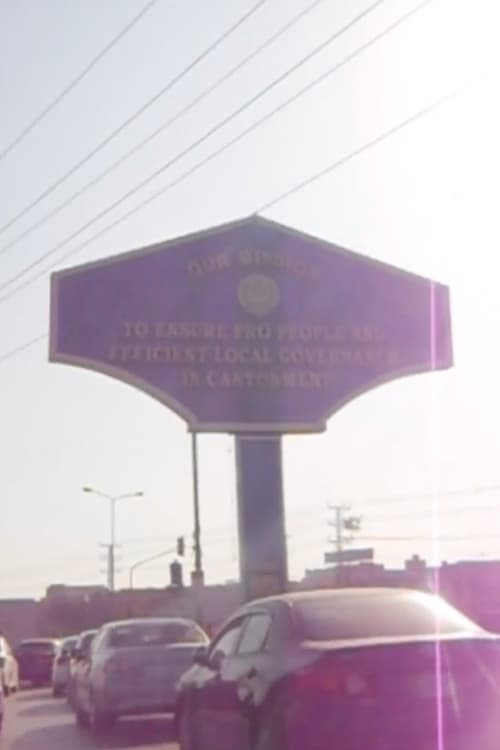 OUR MISSION
TO ENSURE PRO PEOPLE AND
EFFICIENT LOCAL GOVERNANCE
IN CANTONMENT